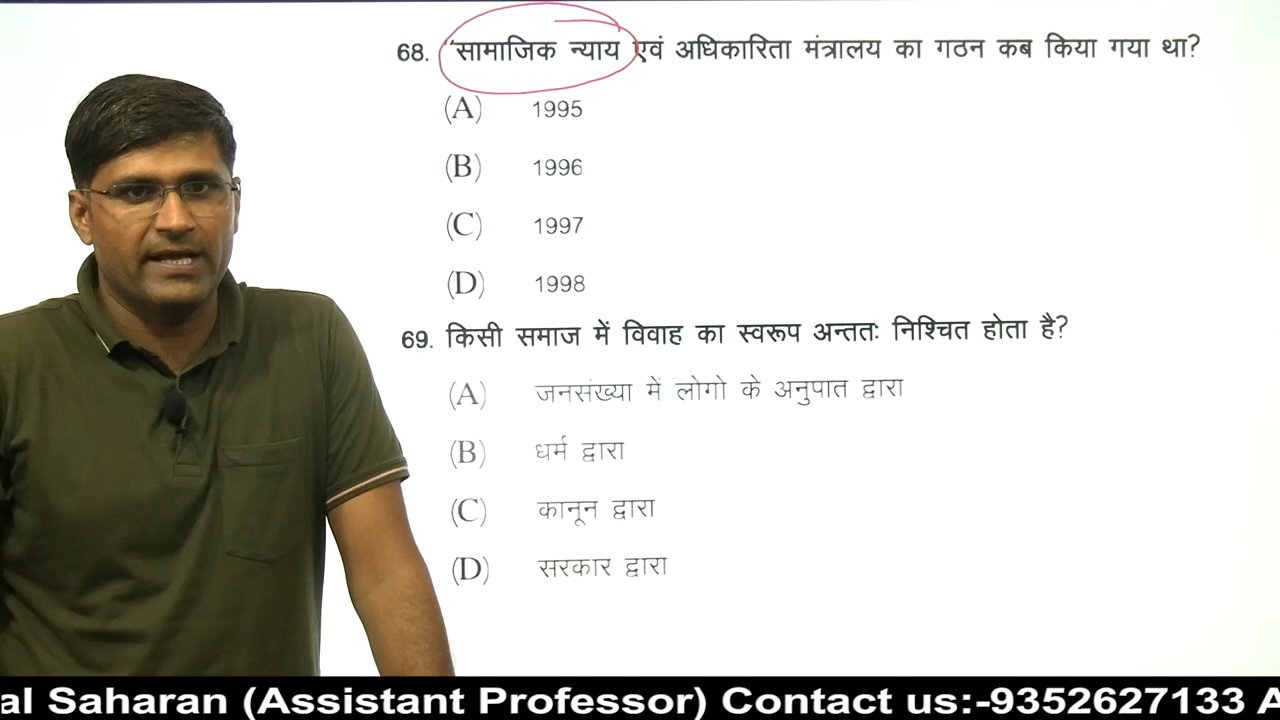 68. "सामाजिक न्याय एवं अधिकारिता मंत्रालय का गठन कब किया गया था?
(A) 1995
(B) 1996
(C) 1997
(D) 1998
69. किसी समाज में विवाह का स्वरूप अन्ततः निश्चित होता है?
(A) जनसंख्या में लोगो के अनुपात द्वारा
(B) धर्म द्वारा
(C) कानून द्वारा
(D) सरकार द्वारा
al Saharan (Assistant Professor) Contact us:-9352627133 A